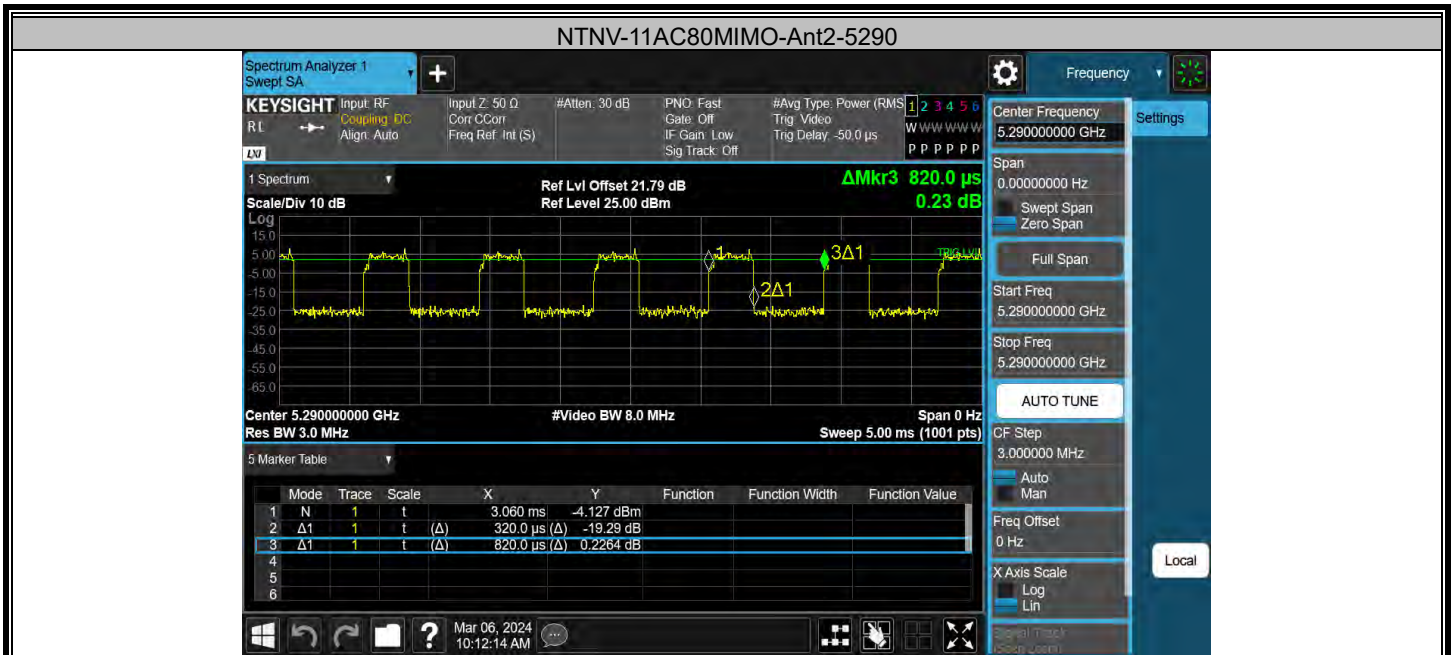 NTNV-11AC80MIMO-Ant2-5290
Spectrum Analyzer 1
Swept SA
+
Frequency
KEYSIGHT
RL
LXI
Input: RF
Coupling: DC
Align: Auto
Input Z: 50 Ω
Corr CCorr
Freq Ref: Int (S)
#Atten: 30 dB
PNO: Fast
Gate: Off
IF Gain: Low
Sig Track: Off
#Avg Type: Power (RMS
Trig: Video
Trig Delay: -50.0 µs
1 2 3 4 5 6
W W W W W W
P P P P P P
1 Spectrum
Scale/Div 10 dB
Ref Lvl Offset 21.79 dB
Ref Level 25.00 dBm
ΔMkr3 820.0 µs
0.23 dB
Log
15.0
5.00
-5.00
-15.0
-25.0
-35.0
-45.0
-55.0
-65.0
1
2Δ1
3Δ1
TRIG LVL
Center 5.290000000 GHz
#Video BW 8.0 MHz
Span 0 Hz
Res BW 3.0 MHz
Sweep 5.00 ms (1001 pts)
5 Marker Table
Mode Trace Scale X Y Function Function Width Function Value
1 N 1 t 3.060 ms -4.127 dBm
2 Δ1 1 t (Δ) 320.0 µs (Δ) -19.29 dB
3 Δ1 1 t (Δ) 820.0 µs (Δ) 0.2264 dB
4
5
6
?
Mar 06, 2024
10:12:14 AM
Center Frequency
5.290000000 GHz
Span
0.00000000 Hz
Swept Span
Zero Span
Full Span
Start Freq
5.290000000 GHz
Stop Freq
5.290000000 GHz
AUTO TUNE
CF Step
3.000000 MHz
Auto
Man
Freq Offset
0 Hz
X Axis Scale
Log
Lin
Signal Track
(Span Zoom)
Settings
Local